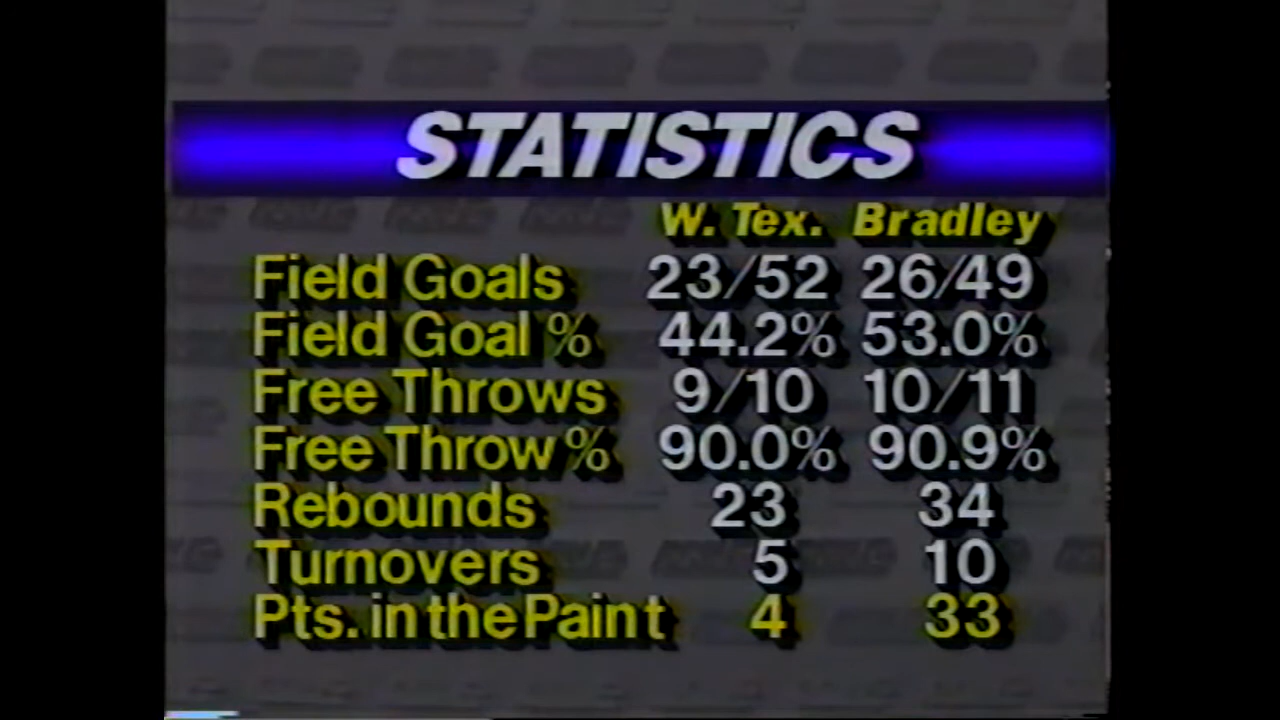 STATISTICS
W. Tex. Bradley
Field Goals 23/52 26/49
Field Goal % 44.2% 53.0%
Free Throws 9/10 10/11
Free Throw % 90.0% 90.9%
Rebounds 23 34
Turnovers 5 10
Pts. in the Paint 4 33